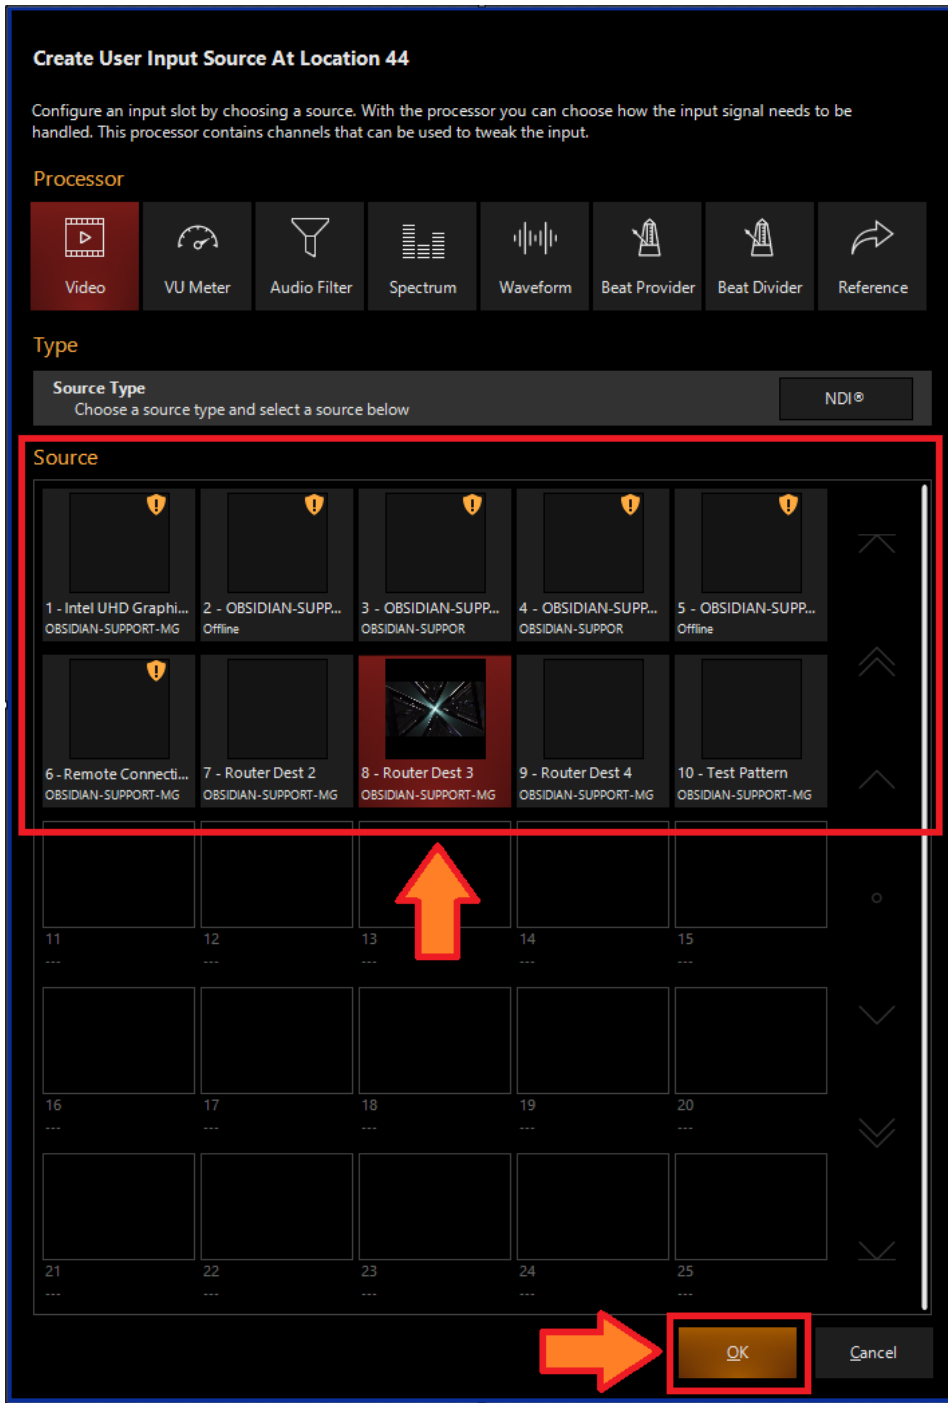 Create User Input Source At Location 44
Configure an input slot by choosing a source. With the processor you can choose how the input signal needs to be
handled. This processor contains channels that can be used to tweak the input.
Processor
Video VU Meter Audio Filter Spectrum Waveform Beat Provider Beat Divider Reference
Type
Source Type
Choose a source type and select a source below
NDI®
Source
1 - Intel UHD Graphi... 2 - OBSIDIAN-SUPP... 3 - OBSIDIAN-SUPP... 4 - OBSIDIAN-SUPP... 5 - OBSIDIAN-SUPP...
OBSIDIAN-SUPPORT-MG Offline OBSIDIAN-SUPPOR OBSIDIAN-SUPPOR Offline
6 - Remote Connecti... 7 - Router Dest 2 8 - Router Dest 3 9 - Router Dest 4 10 - Test Pattern
OBSIDIAN-SUPPORT-MG OBSIDIAN-SUPPORT-MG OBSIDIAN-SUPPORT-MG OBSIDIAN-SUPPORT-MG OBSIDIAN-SUPPORT-MG
11 12 13 14 15
--- --- --- --- ---
16 17 18 19 20
--- --- --- --- ---
21 22 23 24 25
--- --- --- --- ---
OK Cancel